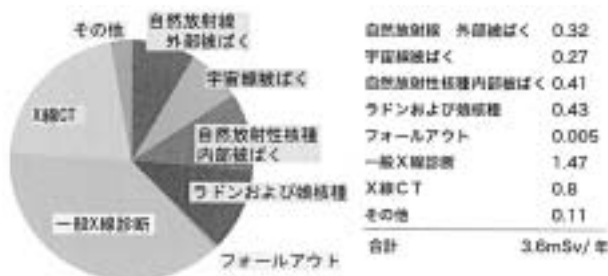 その他
自然放射線
外部被ばく
宇宙線被ばく
X線CT
自然放射性核種
内部被ばく
ラドンおよび娘核種
一般X線診断
フォールアウト
自然放射線　外部被ばく 0.32
宇宙線被ばく 0.27
自然放射性核種内部被ばく 0.41
ラドンおよび娘核種 0.43
フォールアウト 0.005
一般X線診断 1.47
X線CT 0.8
その他 0.11
合計 3.6mSv/年